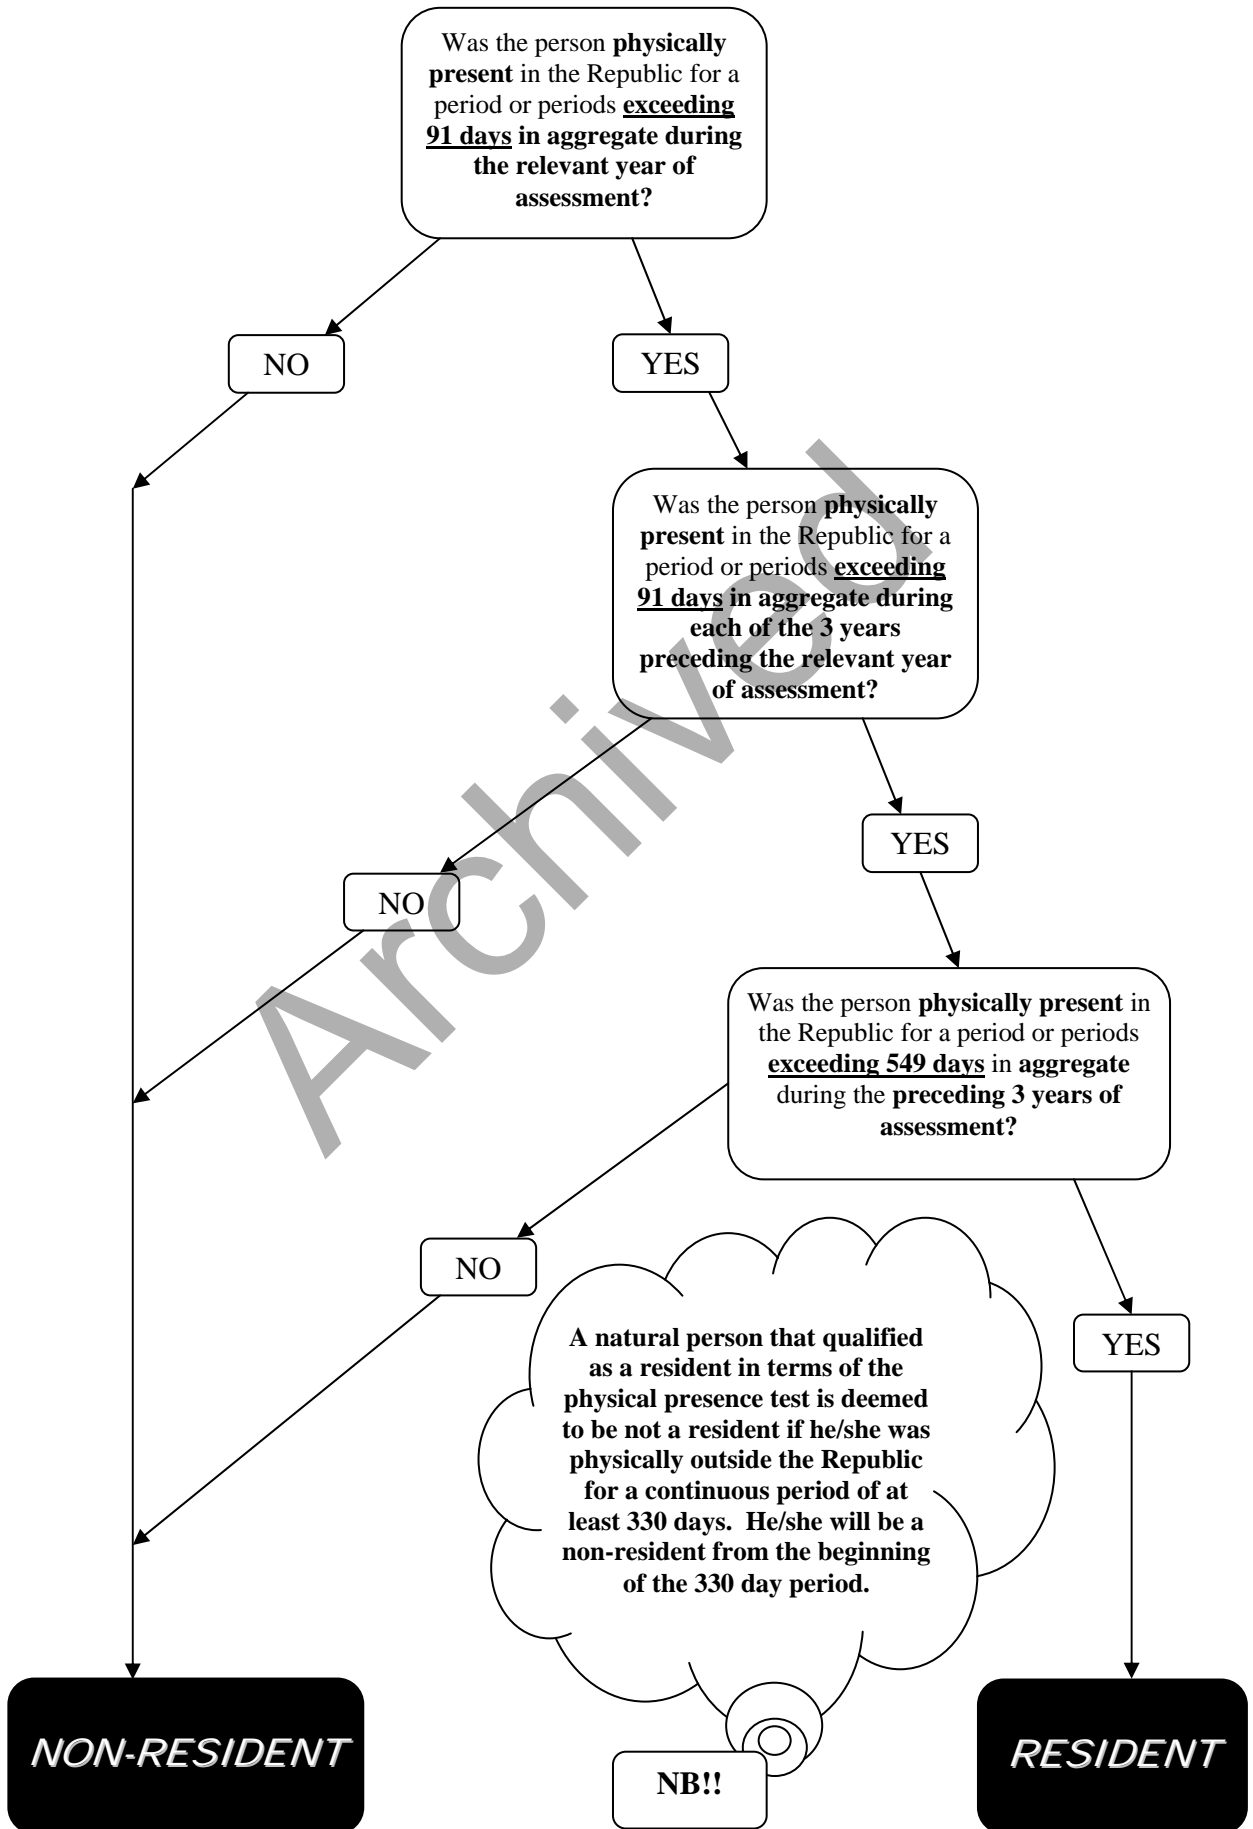 Was the person physically
present in the Republic for a
period or periods exceeding
91 days in aggregate during
the relevant year of
assessment?
NO
YES
Was the person physically
present in the Republic for a
period or periods exceeding
91 days in aggregate during
each of the 3 years
preceding the relevant year
of assessment?
YES
NO
Was the person physically present in
the Republic for a period or periods
exceeding 549 days in aggregate
during the preceding 3 years of
assessment?
NO
A natural person that qualified
as a resident in terms of the
physical presence test is deemed
to be not a resident if he/she was
physically outside the Republic
for a continuous period of at
least 330 days. He/she will be a
non-resident from the beginning
of the 330 day period.
YES
NON-RESIDENT
NB!!
RESIDENT
Archived